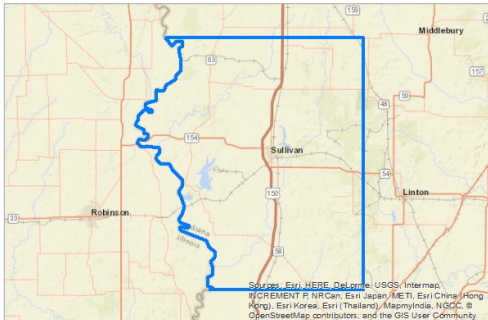 159
Middlebury
157
63
59
48
154
Sullivan
54
Linton
150
33
Robinson
Indiana
Illinois
58
Sources: Esri, HERE, DeLorme, USGS, Intermap,
INCREMENT P, NRCan, Esri Japan, METI, Esri China (Hong
Kong), Esri Korea, Esri (Thailand), MapmyIndia, NGCC, ©
OpenStreetMap contributors, and the GIS User Community